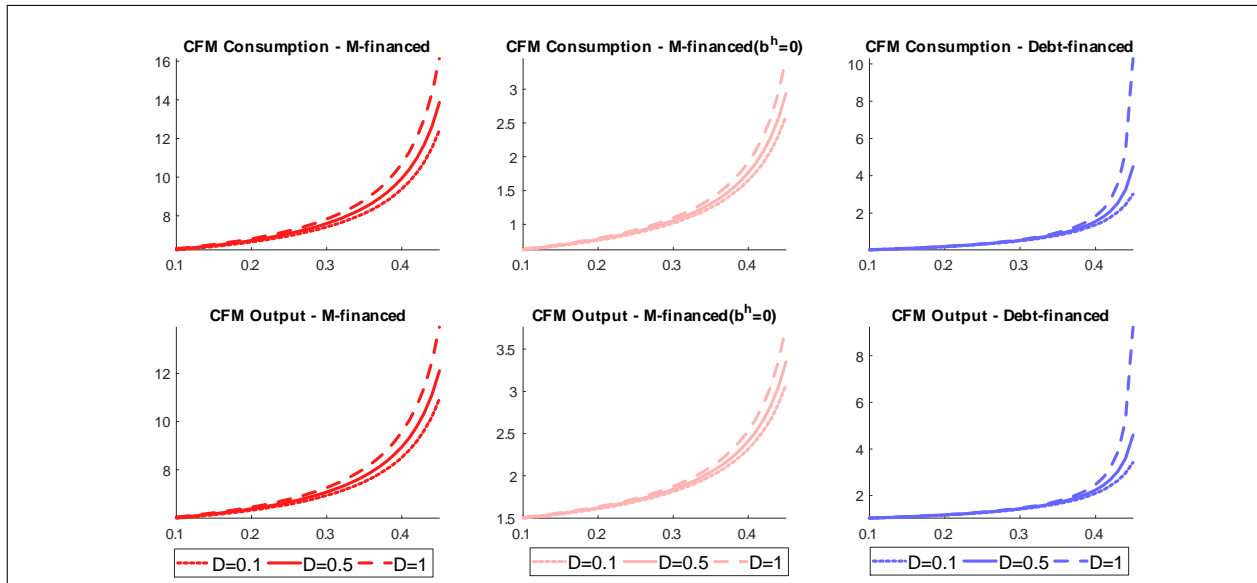 CFM Consumption - M-financed
16
14
12
10
8
0.1 0.2 0.3 0.4
CFM Consumption - M-financed(b^h=0)
3
2.5
2
1.5
1
0.1 0.2 0.3 0.4
CFM Consumption - Debt-financed
10
8
6
4
2
0.1 0.2 0.3 0.4
CFM Output - M-financed
12
10
8
0.1 0.2 0.3 0.4
D=0.1 D=0.5 D=1
CFM Output - M-financed(b^h=0)
3.5
3
2.5
2
1.5
0.1 0.2 0.3 0.4
D=0.1 D=0.5 D=1
CFM Output - Debt-financed
8
6
4
2
0.1 0.2 0.3 0.4
D=0.1 D=0.5 D=1